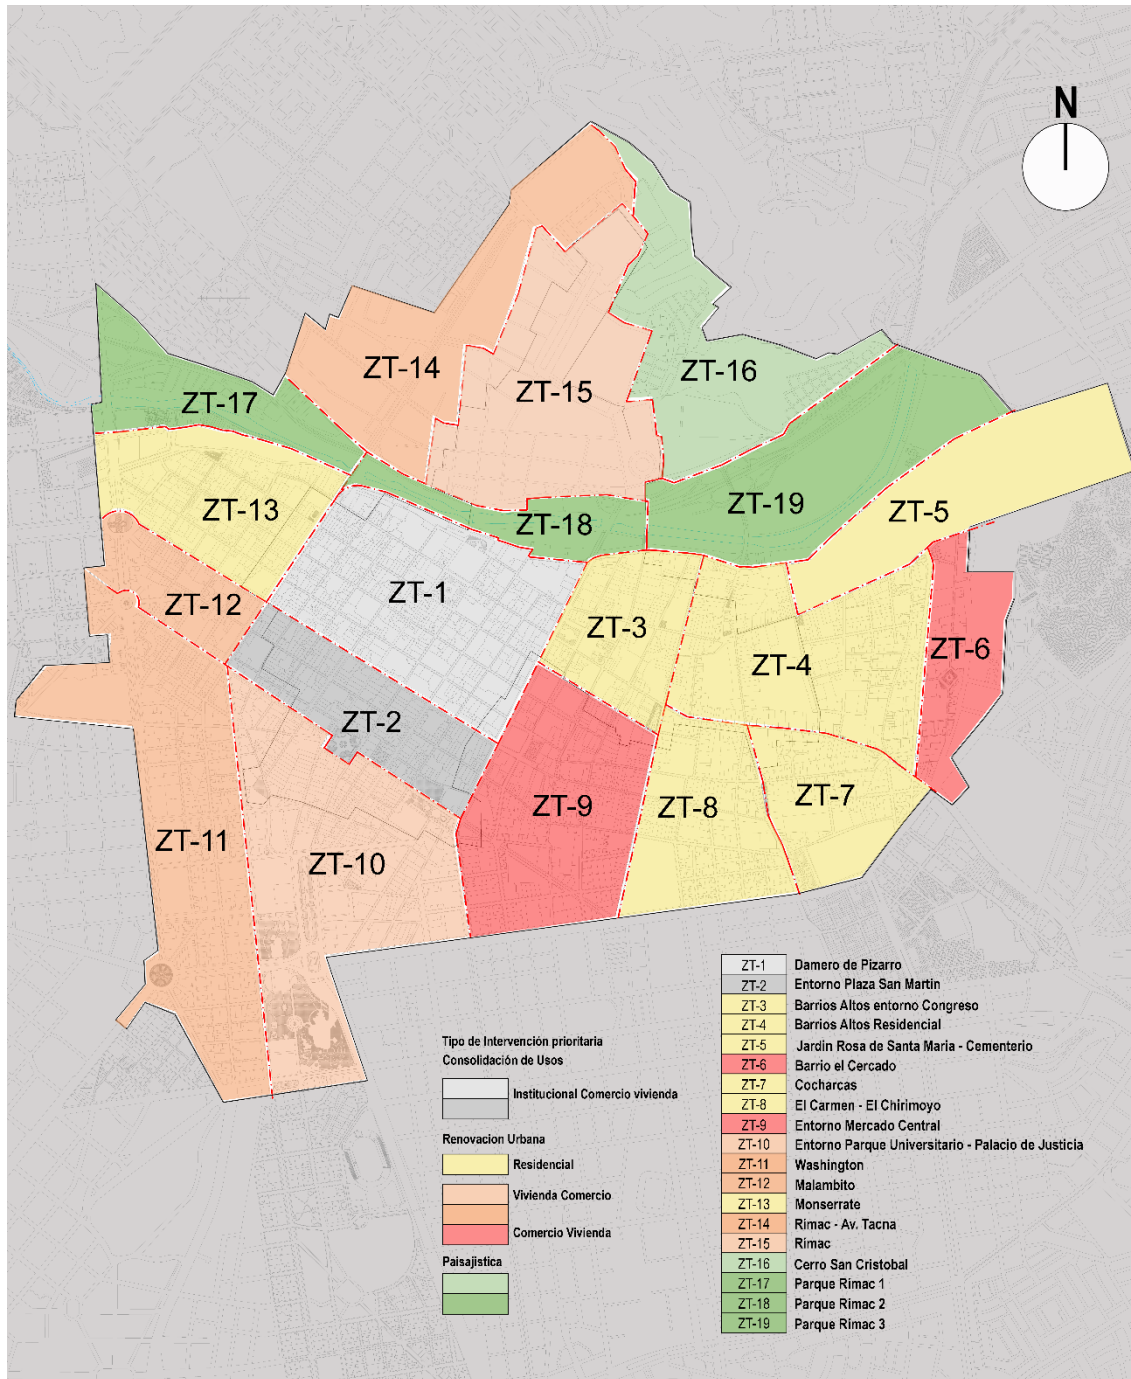 N
ZT-14
ZT-15
ZT-16
ZT-17
ZT-13
ZT-18
ZT-19
ZT-5
ZT-12
ZT-1
ZT-3
ZT-4
ZT-6
ZT-2
ZT-9
ZT-8
ZT-7
ZT-11
ZT-10
Tipo de Intervención prioritaria
Consolidación de Usos
Institucional Comercio vivienda
Renovacion Urbana
Residencial
Vivienda Comercio
Comercio Vivienda
Paisajistica
ZT-1 Damero de Pizarro
ZT-2 Entorno Plaza San Martin
ZT-3 Barrios Altos entorno Congreso
ZT-4 Barrios Altos Residencial
ZT-5 Jardin Rosa de Santa Maria - Cementerio
ZT-6 Barrio el Cercado
ZT-7 Cocharcas
ZT-8 El Carmen - El Chirimoyo
ZT-9 Entorno Mercado Central
ZT-10 Entorno Parque Universitario - Palacio de Justicia
ZT-11 Washington
ZT-12 Malambito
ZT-13 Monserrate
ZT-14 Rimac - Av. Tacna
ZT-15 Rimac
ZT-16 Cerro San Cristobal
ZT-17 Parque Rimac 1
ZT-18 Parque Rimac 2
ZT-19 Parque Rimac 3